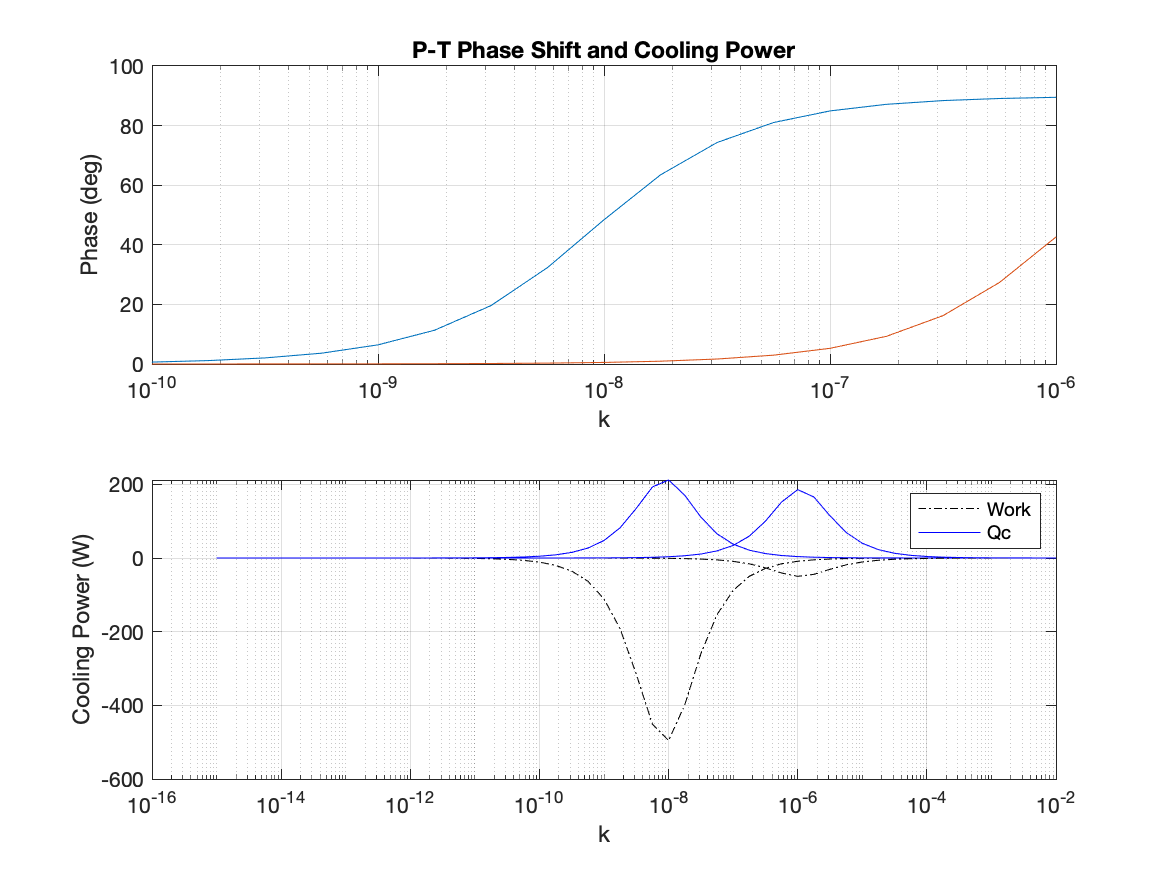 P-T Phase Shift and Cooling Power
Phase (deg)
100
80
60
40
20
0
10^-10 10^-9 10^-8 10^-7 10^-6
k
Cooling Power (W)
200
0
-200
-400
-600
Work
Qc
10^-16 10^-14 10^-12 10^-10 10^-8 10^-6 10^-4 10^-2
k